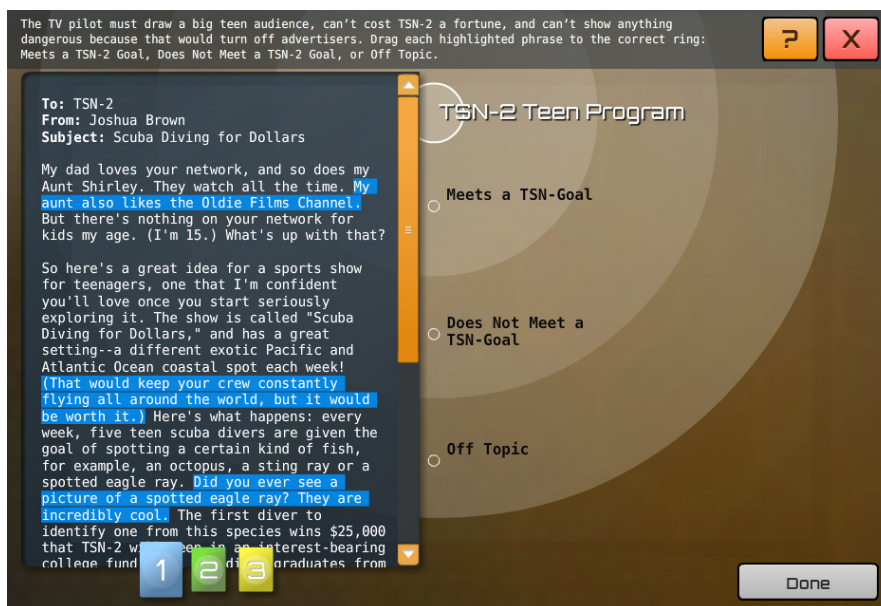 The TV pilot must draw a big teen audience, can't cost TSN-2 a fortune, and can't show anything
dangerous because that would turn off advertisers. Drag each highlighted phrase to the correct ring:
Meets a TSN-2 Goal, Does Not Meet a TSN-2 Goal, or Off Topic.
?
X
To: TSN-2
From: Joshua Brown
Subject: Scuba Diving for Dollars
My dad loves your network, and so does my
Aunt Shirley. They watch all the time. My
aunt also likes the Oldie Films Channel.
But there's nothing on your network for
kids my age. (I'm 15.) What's up with that?
So here's a great idea for a sports show
for teenagers, one that I'm confident
you'll love once you start seriously
exploring it. The show is called "Scuba
Diving for Dollars," and has a great
setting--a different exotic Pacific and
Atlantic Ocean coastal spot each week!
(That would keep your crew constantly
flying all around the world, but it would
be worth it.) Here's what happens: every
week, five teen scuba divers are given the
goal of spotting a certain kind of fish,
for example, an octopus, a sting ray or a
spotted eagle ray. Did you ever see a
picture of a spotted eagle ray? They are
incredibly cool. The first diver to
identify one from this species wins $25,000
that TSN-2 interest-bearing
college fund graduates from
1
2
3
TSN-2 Teen Program
Meets a TSN-Goal
Does Not Meet a
TSN-Goal
Off Topic
Done